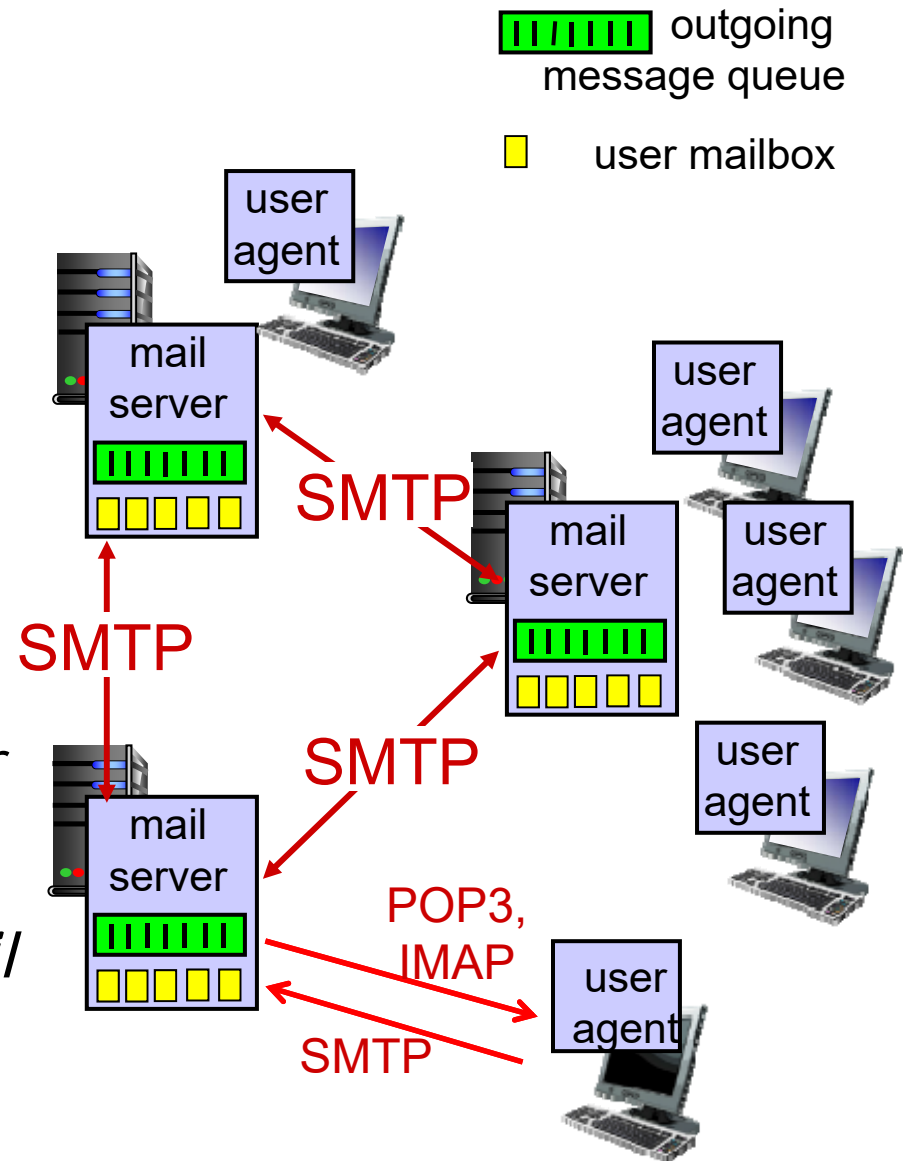 outgoing
message queue
user mailbox
user
agent
mail
server
SMTP
user
agent
mail
server
user
agent
SMTP
SMTP
user
agent
mail
server
POP3,
IMAP
user
agent
SMTP